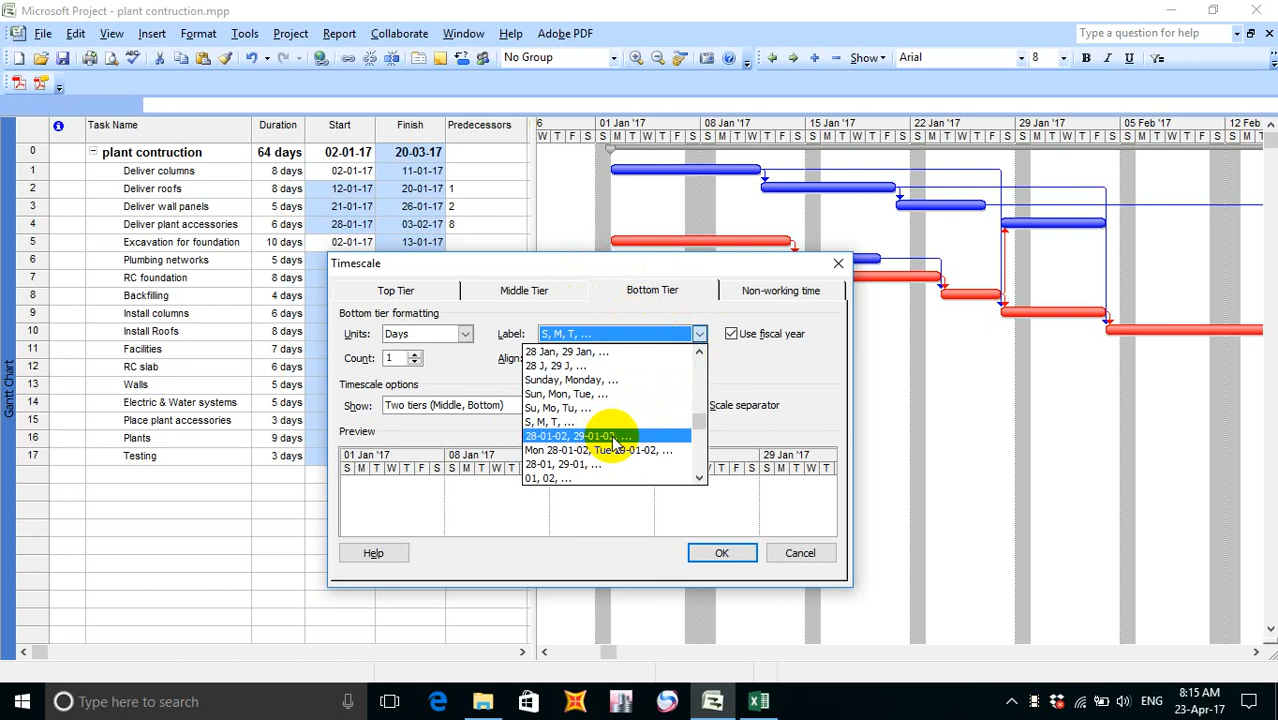 Microsoft Project - plant contruction.mpp
File Edit View Insert Format Tools Project Report Collaborate Window Help Adobe PDF
Type a question for help
No Group
Show
Arial
8
B I U
Task Name Duration Start Finish Predecessors
6 01 Jan '17 08 Jan '17 15 Jan '17 22 Jan '17 29 Jan '17 05 Feb '17 12 Feb
W T F S S M T W T F S S M T W T F S S M T W T F S S M T W T F S S M T W T F S S M T W T F S S M T W
0 plant contruction 64 days 02-01-17 20-03-17
1 Deliver columns 8 days 02-01-17 11-01-17
2 Deliver roofs 8 days 12-01-17 20-01-17 1
3 Deliver wall panels 5 days 21-01-17 26-01-17 2
4 Deliver plant accessories 6 days 28-01-17 03-02-17 8
5 Excavation for foundation 10 days 02-01-17 13-01-17
6 Plumbing networks 8 days
7 RC foundation 8 days
8 Backfilling 4 days
9 Install columns 6 days
10 Install Roofs 9 days
11 Facilities 7 days
12 RC slab 6 days
13 Walls 8 days
14 Electric & Water systems 8 days
15 Place plant accessories 4 days
16 Plants 9 days
17 Testing 3 days
Gantt Chart
Timescale
Top Tier Middle Tier Bottom Tier Non-working time
Bottom tier formatting
Units: Days Label: S, M, T, ... Use fiscal year
Count: 1 Align:
Timescale options
Show: Two tiers (Middle, Bottom) Scale separator
28 Jan, 29 Jan, ...
28 J, 29 J, ...
Sunday, Monday, ...
Sun, Mon, Tue, ...
Su, Mo, Tu, ...
S, M, T, ...
28-01-02, 29-01-02, ...
Mon 28-01-02, Tue 29-01-02, ...
28-01, 29-01, ...
01, 02, ...
Preview
01 Jan '17 08 Jan '17 29 Jan '17
S M T W T F S S M T W T F S S M T W T F S S M T W T F S S M T W T
Help OK Cancel
Type here to search
ENG
8:15 AM
23-Apr-17